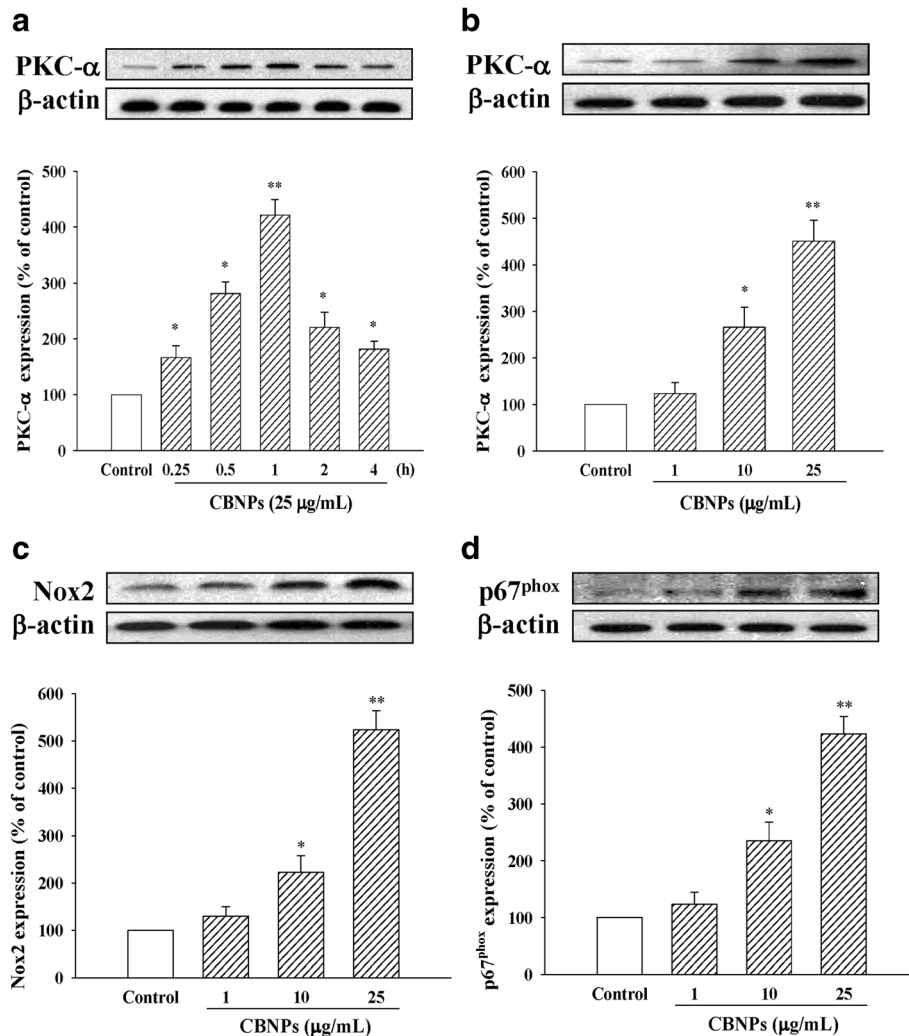 a
PKC-α
β-actin
PKC-α expression (% of control)
500
400
300
200
100
0
*
*
**
*
*
Control 0.25 0.5 1 2 4 (h)
CBNPs (25 μg/mL)
b
PKC-α
β-actin
PKC-α expression (% of control)
600
500
400
300
200
100
0
*
**
Control 1 10 25
CBNPs (μg/mL)
c
Nox2
β-actin
Nox2 expression (% of control)
600
500
400
300
200
100
0
*
**
Control 1 10 25
CBNPs (μg/mL)
d
p67phox
β-actin
p67phox expression (% of control)
500
400
300
200
100
0
*
**
Control 1 10 25
CBNPs (μg/mL)